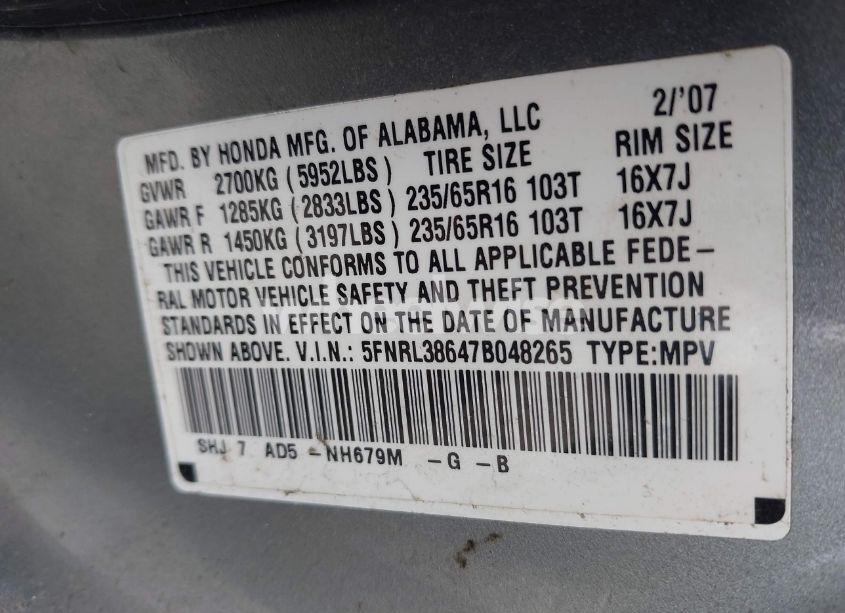 MFD. BY HONDA MFG. OF ALABAMA, LLC 2/'07
GVWR 2700KG (5952LBS) TIRE SIZE RIM SIZE
GAWR F 1285KG (2833LBS) 235/65R16 103T 16X7J
GAWR R 1450KG (3197LBS) 235/65R16 103T 16X7J
THIS VEHICLE CONFORMS TO ALL APPLICABLE FEDE-
RAL MOTOR VEHICLE SAFETY AND THEFT PREVENTION
STANDARDS IN EFFECT ON THE DATE OF MANUFACTURE
SHOWN ABOVE. V.I.N.: 5FNRL38647B048265 TYPE:MPV
SHJ 7 AD5 -NH679M -G -B